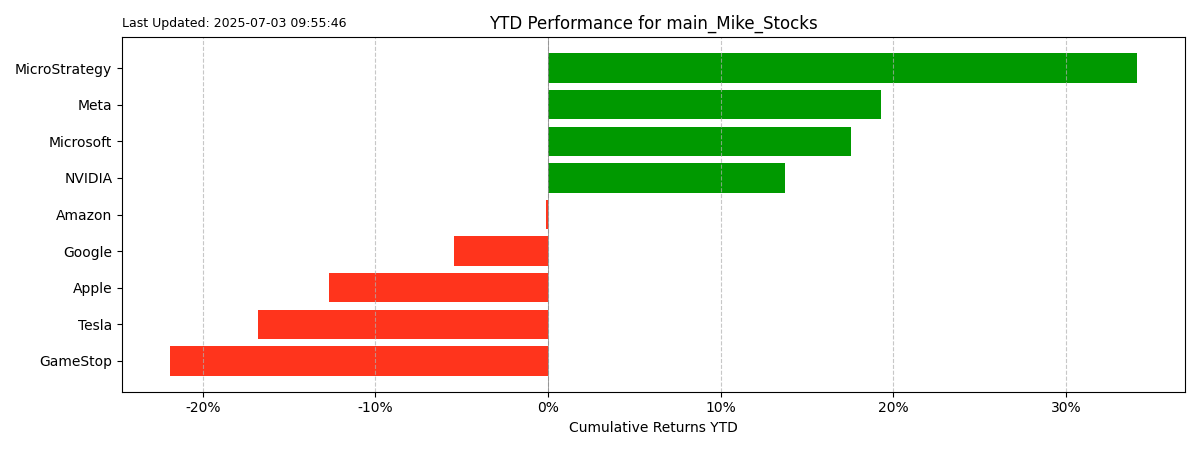 Last Updated: 2025-07-03 09:55:46
YTD Performance for main_Mike_Stocks
MicroStrategy
Meta
Microsoft
NVIDIA
Amazon
Google
Apple
Tesla
GameStop
-20% -10% 0% 10% 20% 30%
Cumulative Returns YTD